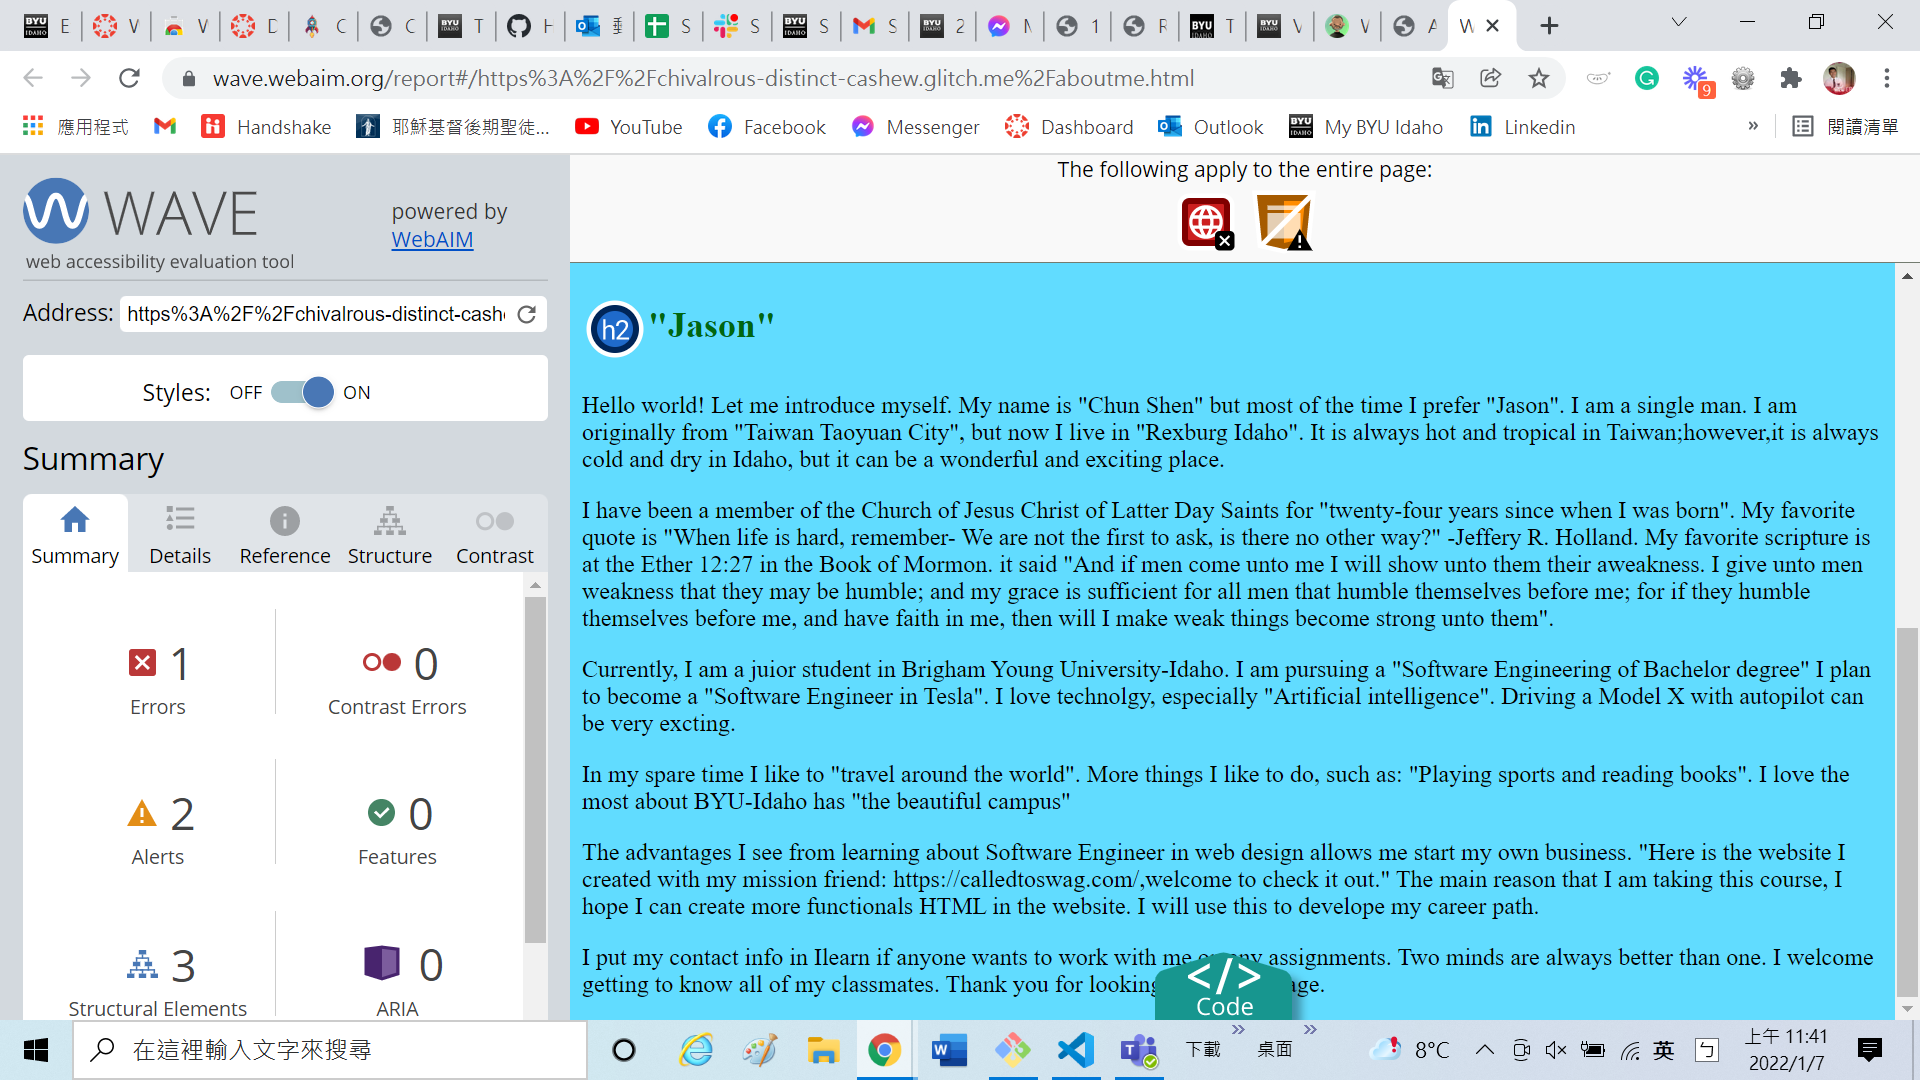 E V V D C C T H 重 S S S S 2 N 1 R T V V A W
wave.webaim.org/report#/https%3A%2F%2Fchivalrous-distinct-cashew.glitch.me%2Faboutme.html
9
應用程式 Handshake 耶穌基督後期聖徒... YouTube Facebook Messenger Dashboard Outlook My BYU Idaho Linkedin » 閱讀清單
WAVE
powered by
WebAIM
web accessibility evaluation tool
Address: https%3A%2F%2Fchivalrous-distinct-cashe
Styles: OFF ON
Summary
Summary Details Reference Structure Contrast
1 0
Errors Contrast Errors
2 0
Alerts Features
3 0
Structural Elements ARIA
The following apply to the entire page:
h2 "Jason"
Hello world! Let me introduce myself. My name is "Chun Shen" but most of the time I prefer "Jason". I am a single man. I am
originally from "Taiwan Taoyuan City", but now I live in "Rexburg Idaho". It is always hot and tropical in Taiwan;however,it is always
cold and dry in Idaho, but it can be a wonderful and exciting place.
I have been a member of the Church of Jesus Christ of Latter Day Saints for "twenty-four years since when I was born". My favorite
quote is "When life is hard, remember- We are not the first to ask, is there no other way?" -Jeffery R. Holland. My favorite scripture is
at the Ether 12:27 in the Book of Mormon. it said "And if men come unto me I will show unto them their aweakness. I give unto men
weakness that they may be humble; and my grace is sufficient for all men that humble themselves before me; for if they humble
themselves before me, and have faith in me, then will I make weak things become strong unto them".
Currently, I am a juior student in Brigham Young University-Idaho. I am pursuing a "Software Engineering of Bachelor degree" I plan
to become a "Software Engineer in Tesla". I love technolgy, especially "Artificial intelligence". Driving a Model X with autopilot can
be very excting.
In my spare time I like to "travel around the world". More things I like to do, such as: "Playing sports and reading books". I love the
most about BYU-Idaho has "the beautiful campus"
The advantages I see from learning about Software Engineer in web design allows me start my own business. "Here is the website I
created with my mission friend: https://calledtoswag.com/,welcome to check it out." The main reason that I am taking this course, I
hope I can create more functionals HTML in the website. I will use this to develope my career path.
I put my contact info in Ilearn if anyone wants to work with me assignments. Two minds are always better than one. I welcome
getting to know all of my classmates. Thank you for looking age.
</> Code
在這裡輸入文字來搜尋
下載 » 桌面 » 8°C 英 ㄅ
上午 11:41
2022/1/7